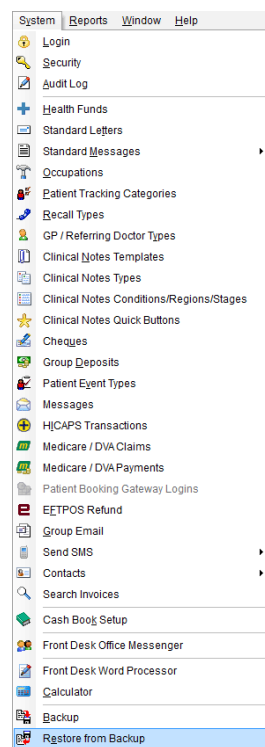 System Reports Window Help
Login
Security
Audit Log
Health Funds
Standard Letters
Standard Messages
Occupations
Patient Tracking Categories
Recall Types
GP / Referring Doctor Types
Clinical Notes Templates
Clinical Notes Types
Clinical Notes Conditions/Regions/Stages
Clinical Notes Quick Buttons
Cheques
Group Deposits
Patient Event Types
Messages
HICAPS Transactions
Medicare / DVA Claims
Medicare / DVA Payments
Patient Booking Gateway Logins
EFTPOS Refund
Group Email
Send SMS
Contacts
Search Invoices
Cash Book Setup
Front Desk Office Messenger
Front Desk Word Processor
Calculator
Backup
Restore from Backup